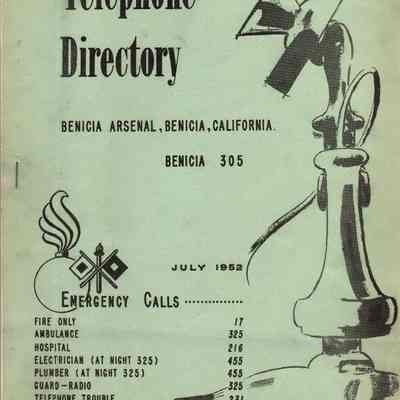 Telephone
Directory
BENICIA ARSENAL, BENICIA, CALIFORNIA.
BENICIA 305
JULY 1952
EMERGENCY CALLS ...............
FIRE ONLY 17
AMBULANCE 325
HOSPITAL 216
ELECTRICIAN (AT NIGHT 325) 455
PLUMBER (AT NIGHT 325) 455
GUARD-RADIO 325
TELEPHONE TROUBLE 231